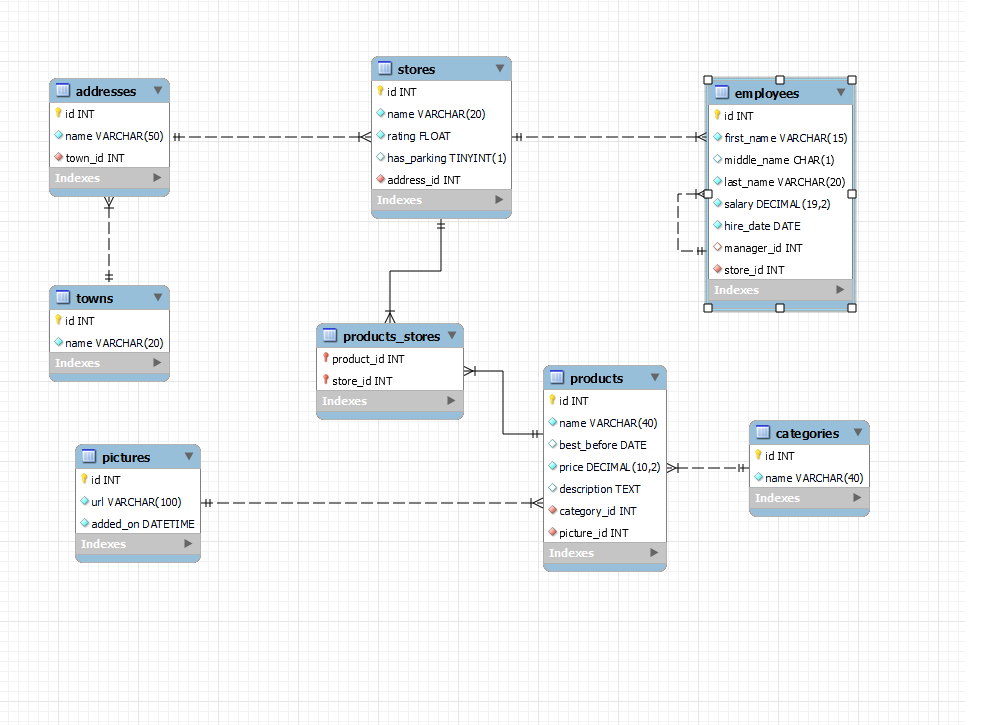 addresses
id INT
name VARCHAR(50)
town_id INT
Indexes
stores
id INT
name VARCHAR(20)
rating FLOAT
has_parking TINYINT(1)
address_id INT
Indexes
employees
id INT
first_name VARCHAR(15)
middle_name CHAR(1)
last_name VARCHAR(20)
salary DECIMAL(19,2)
hire_date DATE
manager_id INT
store_id INT
Indexes
towns
id INT
name VARCHAR(20)
Indexes
products_stores
product_id INT
store_id INT
Indexes
products
id INT
name VARCHAR(40)
best_before DATE
price DECIMAL(10,2)
description TEXT
category_id INT
picture_id INT
Indexes
categories
id INT
name VARCHAR(40)
Indexes
pictures
id INT
url VARCHAR(100)
added_on DATETIME
Indexes